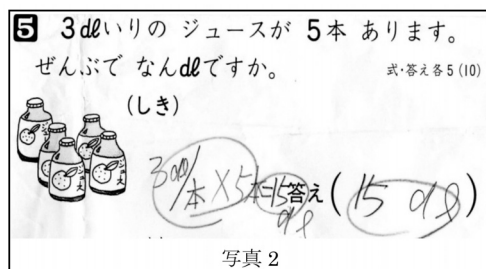 5 3dlいりの ジュースが 5本 あります。
ぜんぶで なんdlですか。 式・答え各5(10)
(しき)
3dl/本×5本=15dl 答え(15 dl)
写真2